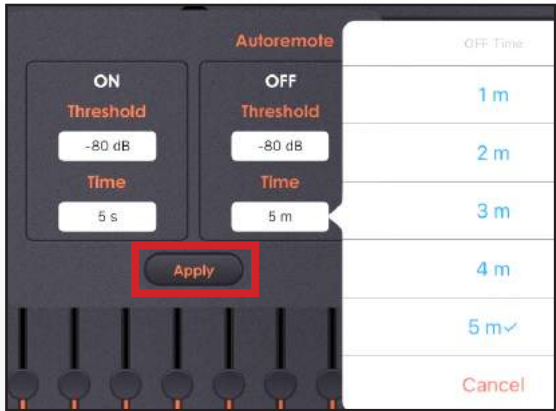 Autoremote
ON
OFF
Threshold
Threshold
-80 dB
-80 dB
Time
Time
5 s
5 m
Apply
OFF Time
1 m
2 m
3 m
4 m
5 m✓
Cancel